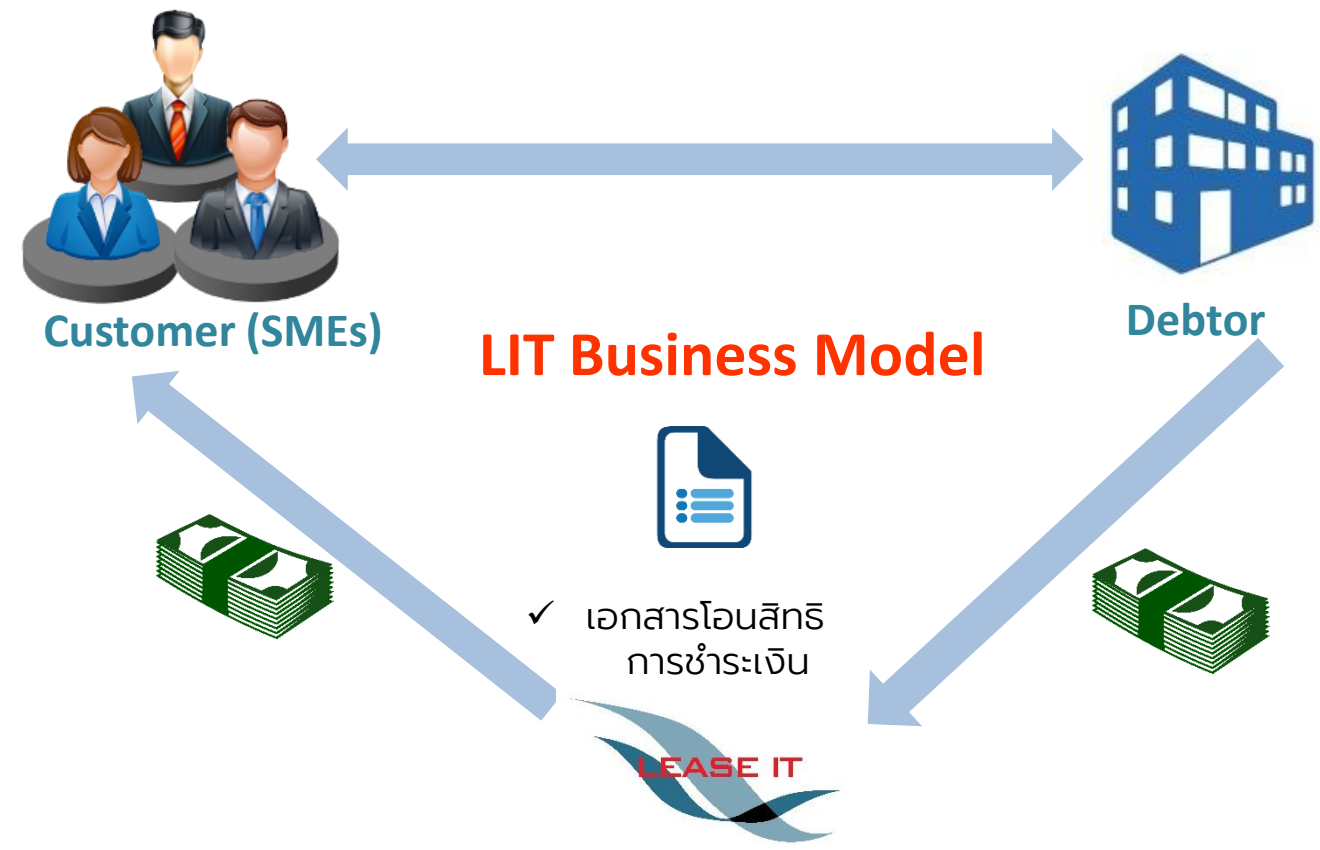 Customer (SMEs)
Debtor
LIT Business Model
✓ เอกสารโอนสิทธิ
การชำระเงิน
LEASE IT